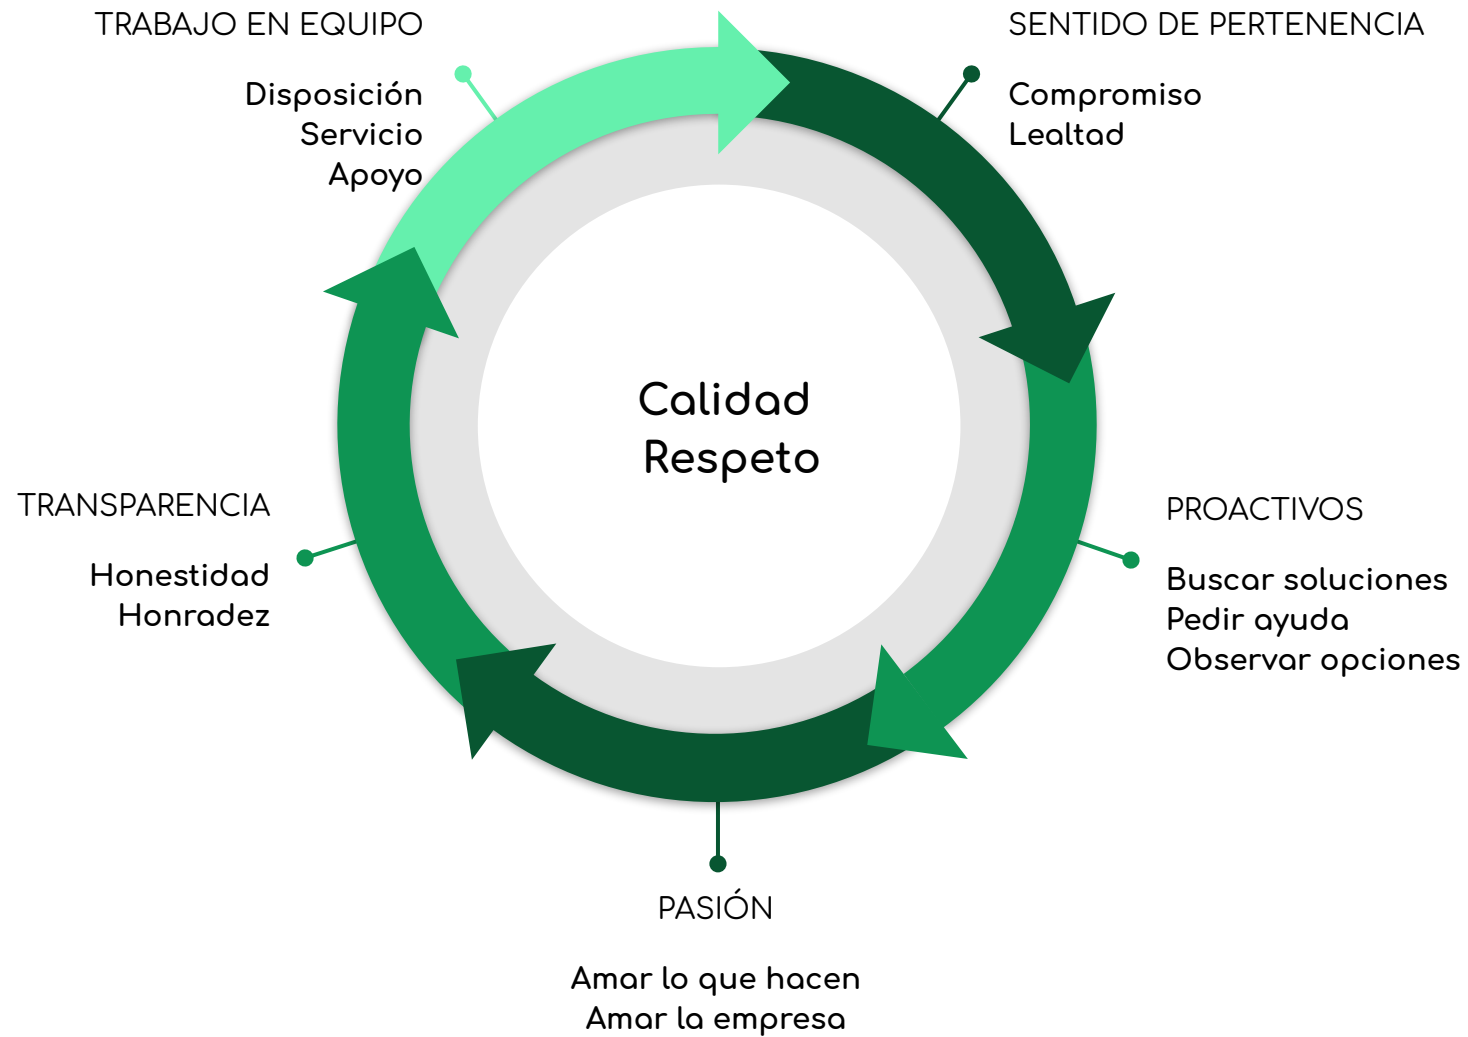 TRABAJO EN EQUIPO
Disposición
Servicio
Apoyo
SENTIDO DE PERTENENCIA
Compromiso
Lealtad
Calidad
Respeto
TRANSPARENCIA
Honestidad
Honradez
PROACTIVOS
Buscar soluciones
Pedir ayuda
Observar opciones
PASIÓN
Amar lo que hacen
Amar la empresa